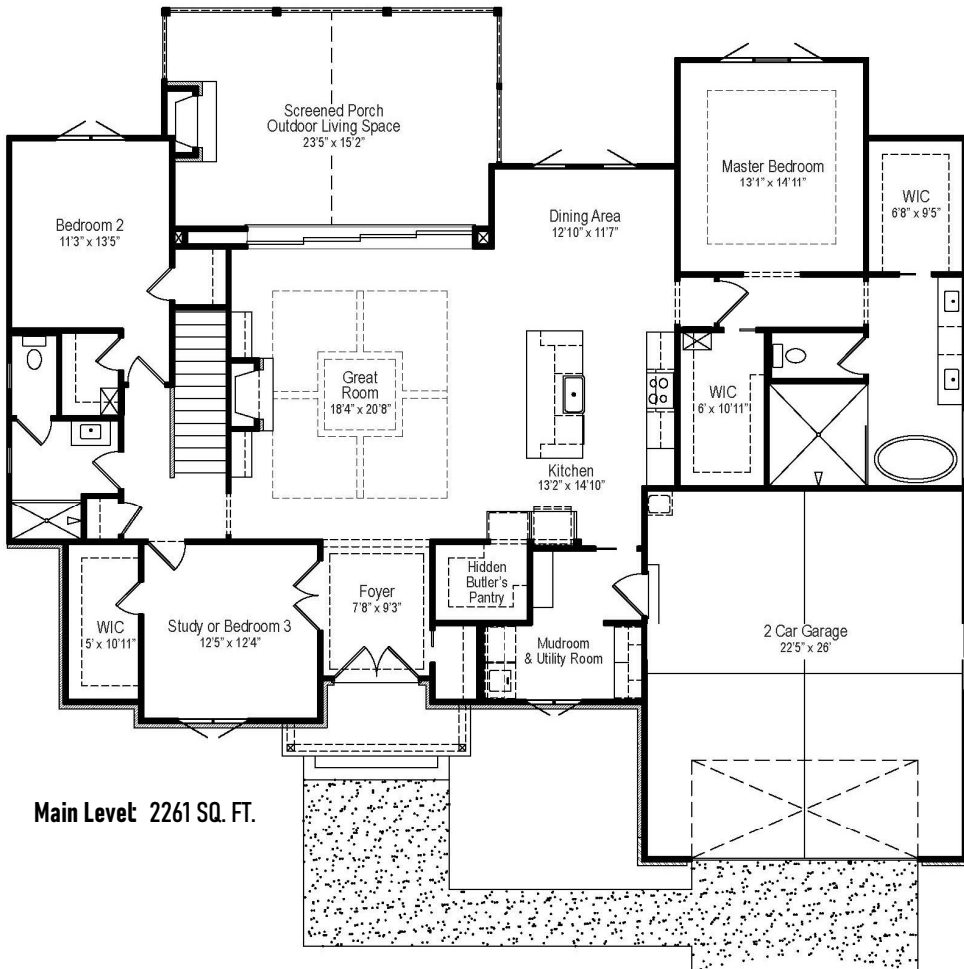 Screened Porch
Outdoor Living Space
23'5" x 15'2"
Master Bedroom
13'1" x 14'11"
WIC
6'8" x 9'5"
Bedroom 2
11'3" x 13'5"
Dining Area
12'10" x 11'7"
Great
Room
18'4" x 20'8"
WIC
6' x 10'11"
Kitchen
13'2" x 14'10"
Hidden
Butler's
Pantry
Foyer
7'8" x 9'3"
WIC
5' x 10'11"
Study or Bedroom 3
12'5" x 12'4"
Mudroom
& Utility Room
2 Car Garage
22'5" x 26'
Main Level: 2261 SQ. FT.